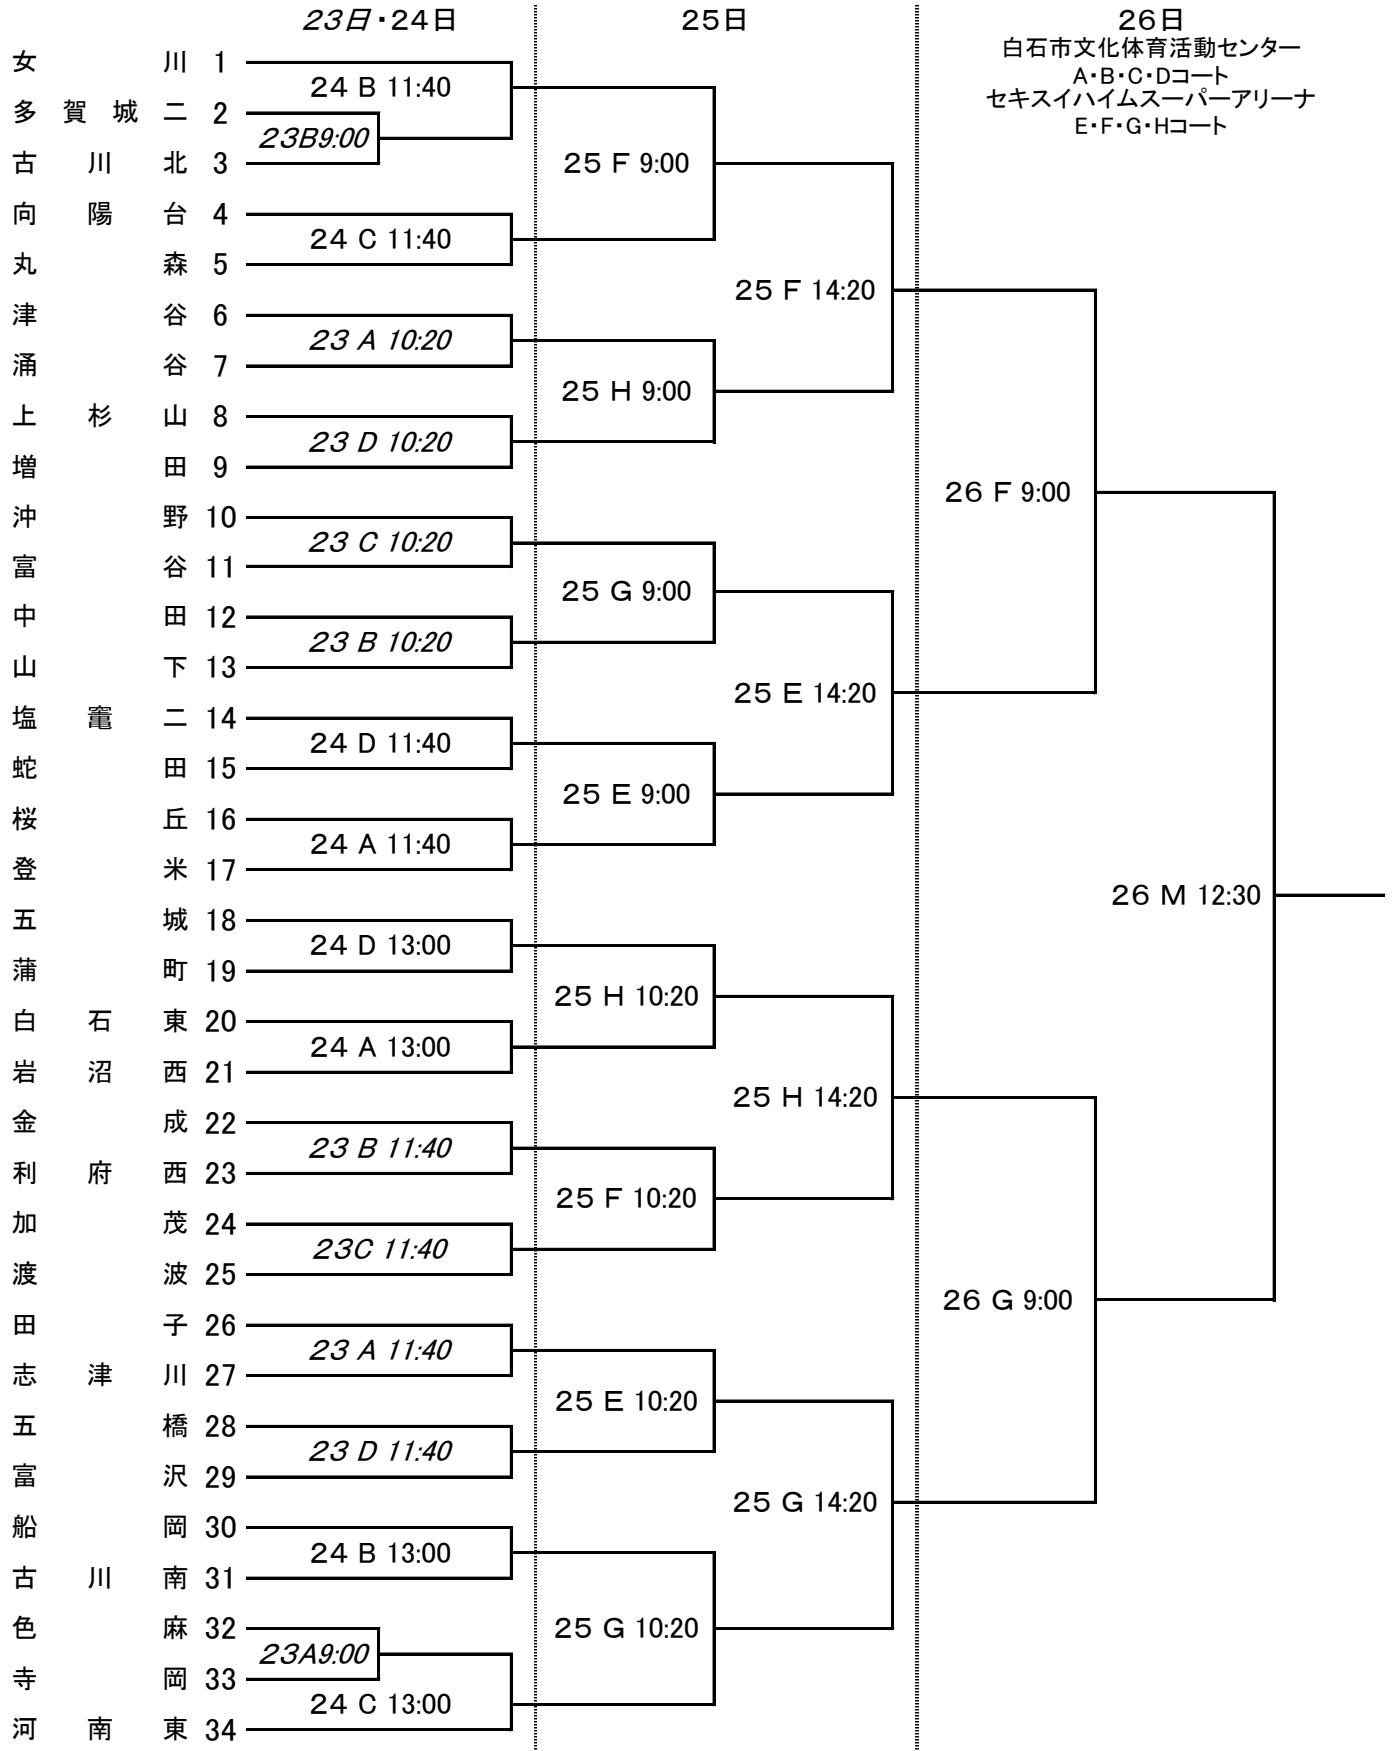 23日・24日
25日
26日
白石市文化体育活動センター
A・B・C・Dコート
セキスイハイムスーパーアリーナ
E・F・G・Hコート
女川 1
24 B 11:40
多賀城二 2
23B9:00
古川北 3
25 F 9:00
向陽台 4
24 C 11:40
丸森 5
25 F 14:20
津谷 6
23 A 10:20
涌谷 7
25 H 9:00
上杉山 8
23 D 10:20
増田 9
26 F 9:00
沖野 10
23 C 10:20
富谷 11
25 G 9:00
中田 12
23 B 10:20
山下 13
25 E 14:20
塩竈二 14
24 D 11:40
蛇田 15
25 E 9:00
桜丘 16
24 A 11:40
登米 17
26 M 12:30
五城 18
24 D 13:00
蒲町 19
25 H 10:20
白石東 20
24 A 13:00
岩沼西 21
25 H 14:20
金成 22
23 B 11:40
利府西 23
25 F 10:20
加茂 24
23C 11:40
渡波 25
26 G 9:00
田子 26
23 A 11:40
志津川 27
25 E 10:20
五橋 28
23 D 11:40
富沢 29
25 G 14:20
船岡 30
24 B 13:00
古川南 31
25 G 10:20
色麻 32
23A9:00
寺岡 33
24 C 13:00
河南東 34